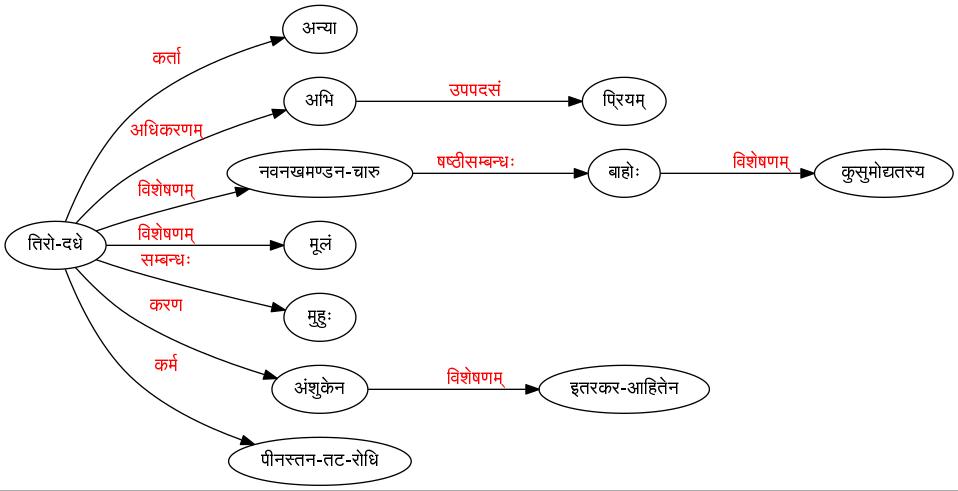 अन्या
कर्ता
अभि
उपपदसं
प्रियम्
अधिकरणम्
नवनखमण्डन-चारु
षष्ठीसम्बन्धः
बाहोः
विशेषणम्
कुसुमोद्यतस्य
विशेषणम्
तिरो-दधे
विशेषणम्
मूलं
सम्बन्धः
मुहुः
करण
अंशुकेन
विशेषणम्
इतरकर-आहितेन
कर्म
पीनस्तन-तट-रोधि